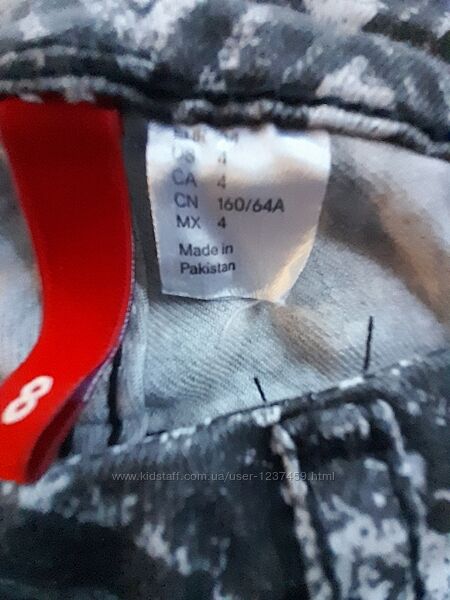 US 4
CA 4
CN 160/64A
MX 4
Made in
Pakistan
8
www.kidstaff.com.ua/user-1237459.html